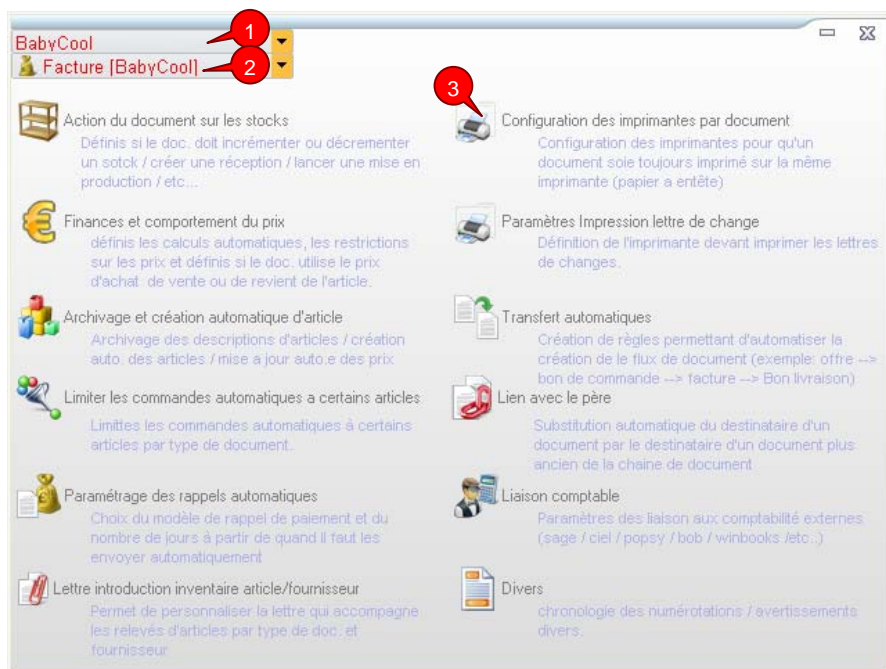 1
BabyCool
2
Facture [BabyCool]
Action du document sur les stocks
Définis si le doc. doit incrémenter ou décrementer
un sotck / créer une réception / lancer une mise en
production / etc...
Finances et comportement du prix
définis les calculs automatiques, les restrictions
sur les prix et définis si le doc. utilise le prix
d'achat. de vente ou de revient de l'article.
Archivage et création automatique d'article
Archivage des descriptions d'articles / création
auto. des articles / mise a jour auto.e des prix
Limiter les commandes automatiques a certains articles
Limittes les commandes automatiques à certains
articles par type de document.
Paramétrage des rappels automatiques
Choix du modèle de rappel de paiement et du
nombre de jours à partir de quand il faut les
envoyer automatiquement
Lettre introduction inventaire article/fournisseur
Permet de personnaliser la lettre qui accompagne
les relevés d'articles par type de doc. et
fournisseur
3
Configuration des imprimantes par document
Configuration des imprimantes pour qu'un
document soie toujours imprimé sur la même
imprimante (papier a entête)
Paramètres Impression lettre de change
Définition de l'imprimante devant imprimer les lettres
de changes.
Transfert automatiques
Création de règles permettant d'automatiser la
création de le flux de document (exemple: offre -->
bon de commande --> facture --> Bon livraison)
Lien avec le père
Substitution automatique du destinataire d'un
document par le destinataire d'un document plus
ancien de la chaine de document
Liaison comptable
Paramètres des liaison aux comptabilité externes
(sage / ciel / popsy / bob / winbooks /etc..)
Divers
chronologie des numérotations / avertissements
divers.